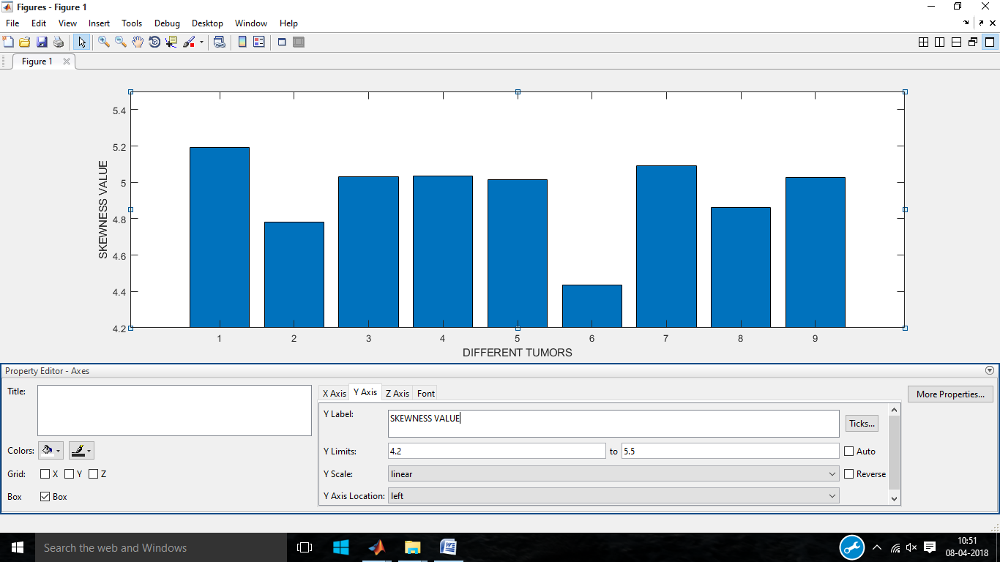 Figures - Figure 1
File Edit View Insert Tools Debug Desktop Window Help
Figure 1
5.4
5.2
5
4.8
4.6
4.4
4.2
SKEWNESS VALUE
1 2 3 4 5 6 7 8 9
DIFFERENT TUMORS
Property Editor - Axes
Title:
Colors:
Grid: X Y Z
Box Box
X Axis Y Axis Z Axis Font
Y Label: SKEWNESS VALUE
Ticks...
Y Limits: 4.2 to 5.5 Auto
Y Scale: linear Reverse
Y Axis Location: left
More Properties...
Search the web and Windows
10:51
08-04-2018